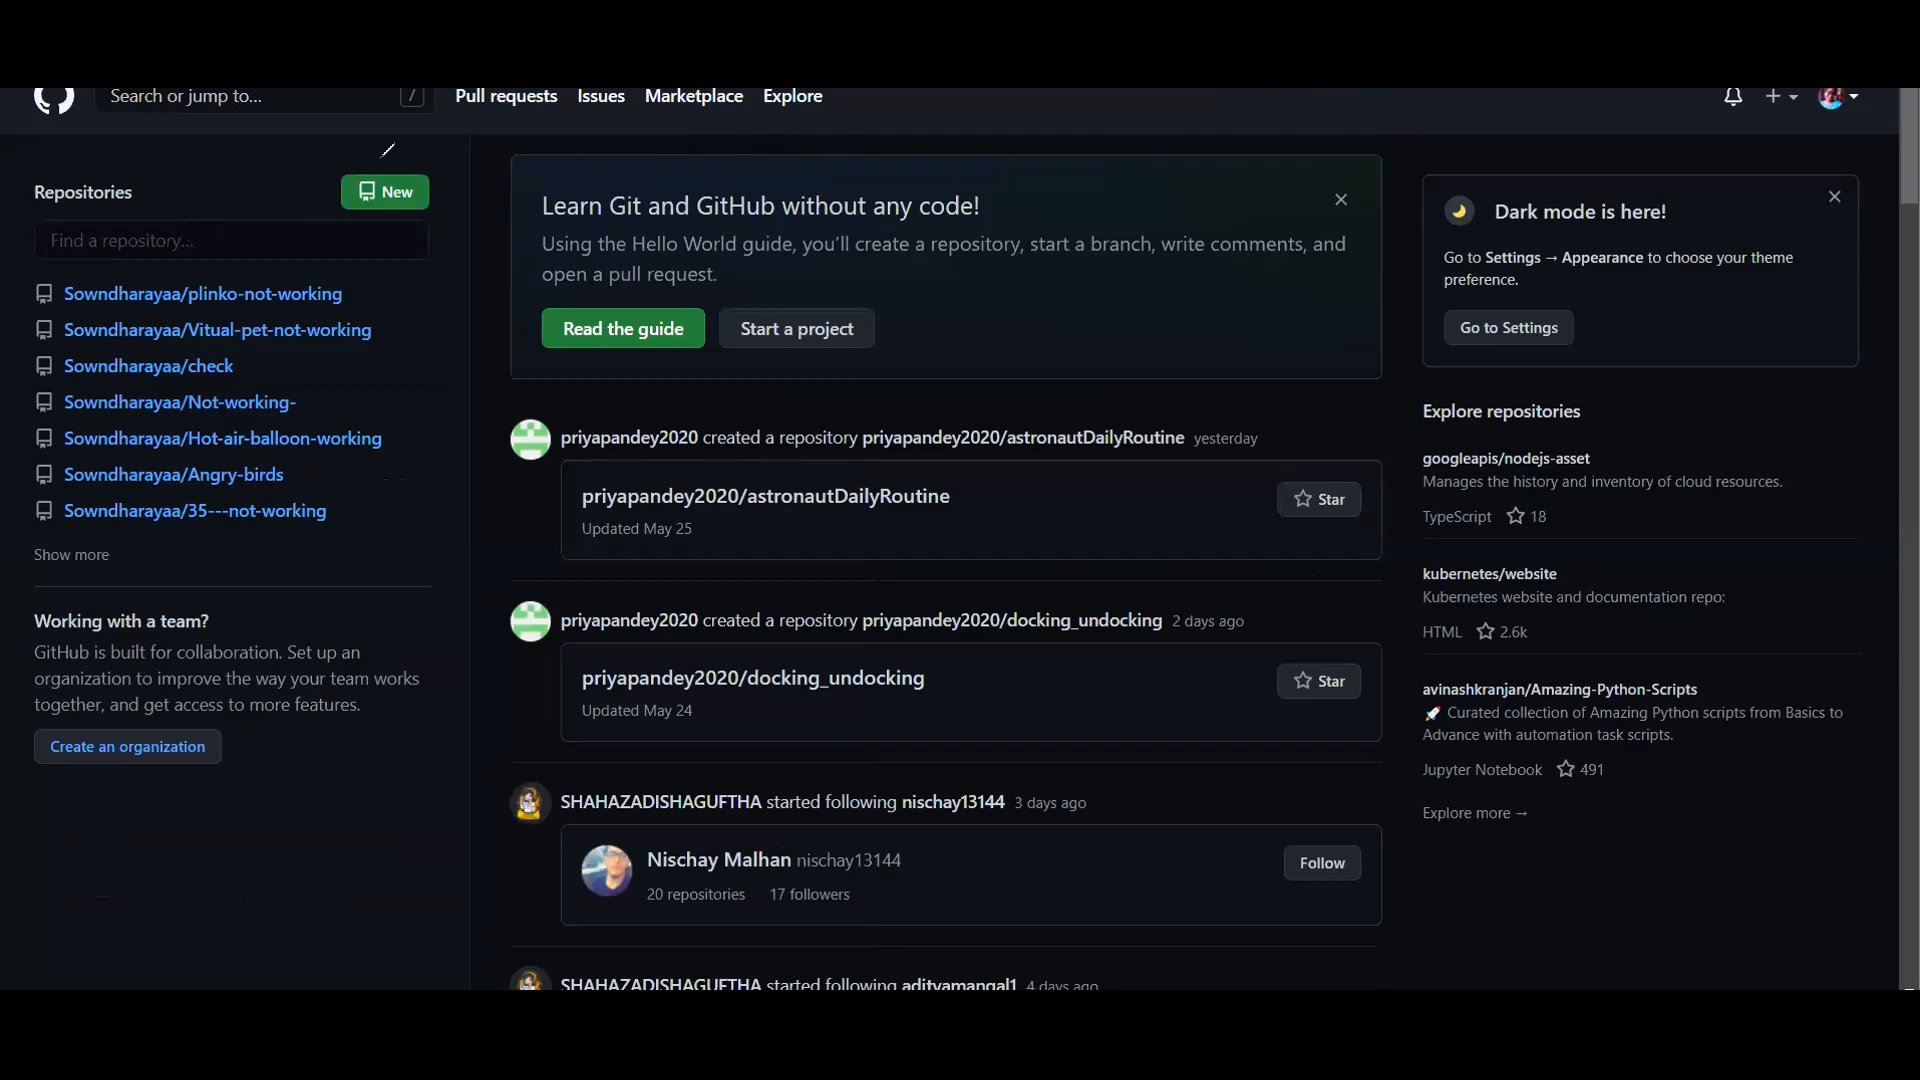 Search or jump to... /
Pull requests Issues Marketplace Explore
Repositories
New
Find a repository...
Sowndharayaa/plinko-not-working
Sowndharayaa/Vitual-pet-not-working
Sowndharayaa/check
Sowndharayaa/Not-working-
Sowndharayaa/Hot-air-balloon-working
Sowndharayaa/Angry-birds
Sowndharayaa/35---not-working
Show more
Working with a team?
GitHub is built for collaboration. Set up an
organization to improve the way your team works
together, and get access to more features.
Create an organization
Learn Git and GitHub without any code!
Using the Hello World guide, you’ll create a repository, start a branch, write comments, and
open a pull request.
Read the guide
Start a project
priyapandey2020 created a repository priyapandey2020/astronautDailyRoutine yesterday
priyapandey2020/astronautDailyRoutine
Star
Updated May 25
priyapandey2020 created a repository priyapandey2020/docking_undocking 2 days ago
priyapandey2020/docking_undocking
Star
Updated May 24
SHAHAZADISHAGUFTHA started following nischay13144 3 days ago
Nischay Malhan nischay13144
Follow
20 repositories 17 followers
SHAHAZADISHAGUFTHA started following adityamangal1 4 days ago
Dark mode is here!
Go to Settings → Appearance to choose your theme
preference.
Go to Settings
Explore repositories
googleapis/nodejs-asset
Manages the history and inventory of cloud resources.
TypeScript 18
kubernetes/website
Kubernetes website and documentation repo:
HTML 2.6k
avinashkranjan/Amazing-Python-Scripts
🚀 Curated collection of Amazing Python scripts from Basics to
Advance with automation task scripts.
Jupyter Notebook 491
Explore more →